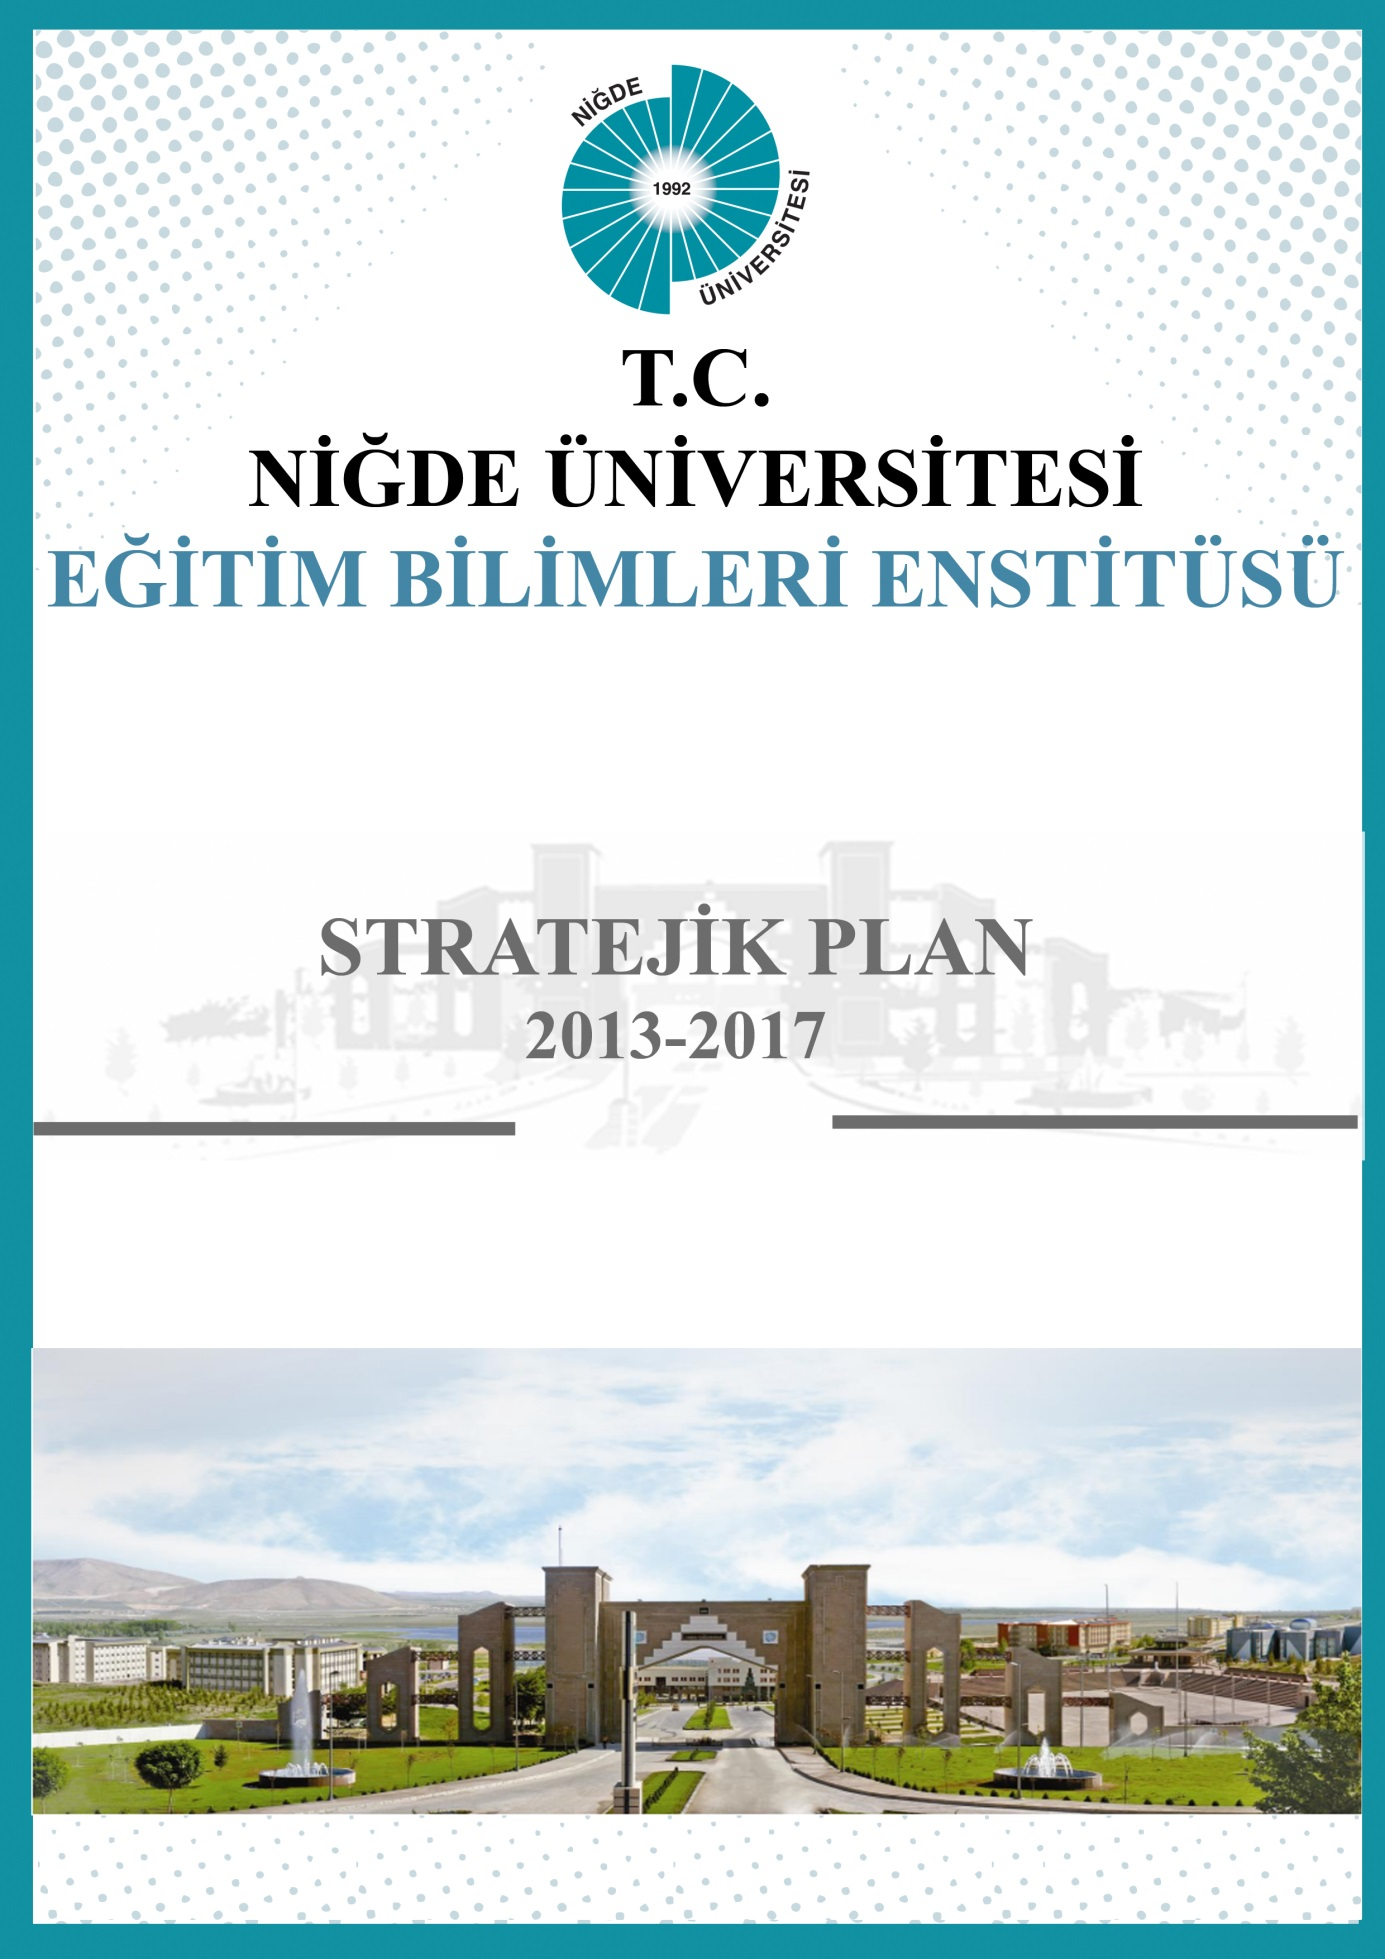 NİĞDE
1992
ÜNİVERSİTESİ
T.C.
NİĞDE ÜNİVERSİTESİ
EĞİTİM BİLİMLERİ ENSTİTÜSÜ
STRATEJİK PLAN
2013-2017